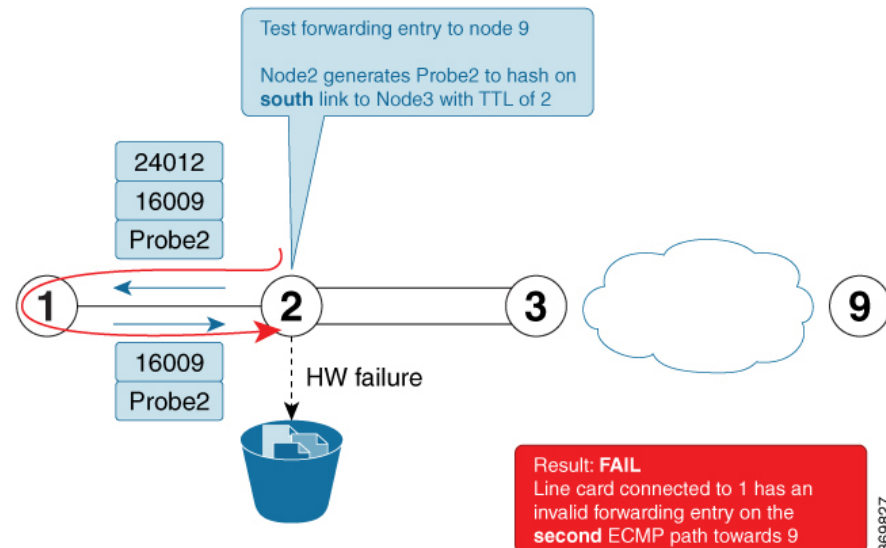 Test forwarding entry to node 9
Node2 generates Probe2 to hash on
south link to Node3 with TTL of 2
24012
16009
Probe2
1
2
3
9
16009
Probe2
HW failure
Result: FAIL
Line card connected to 1 has an
invalid forwarding entry on the
second ECMP path towards 9